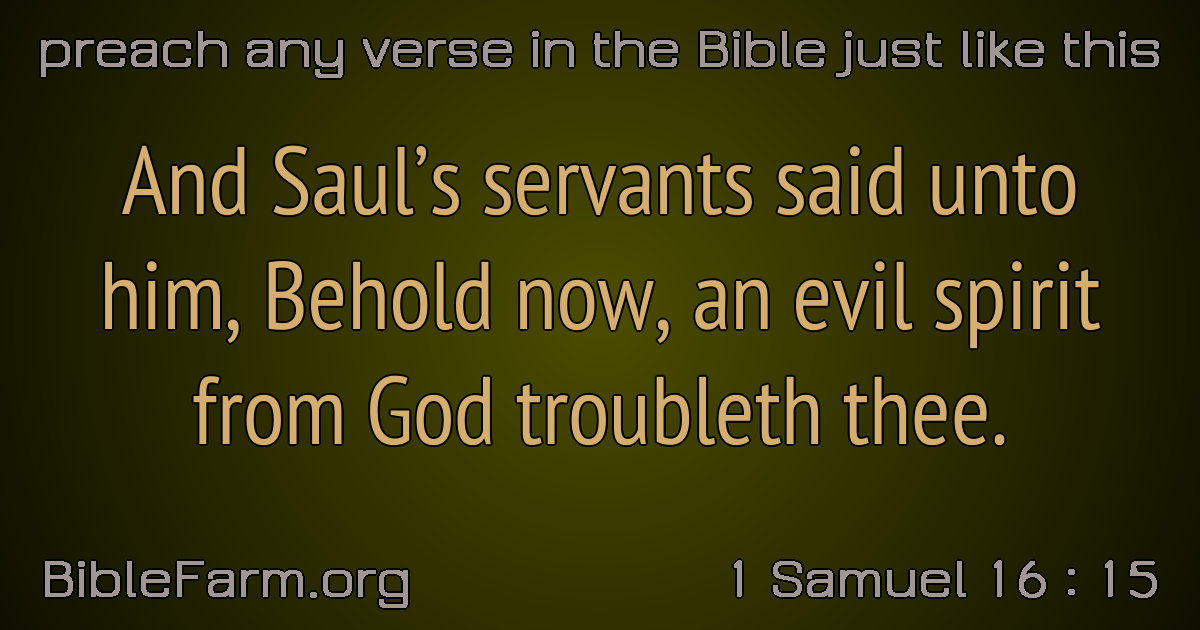 preach any verse in the Bible just like this
And Saul’s servants said unto
him, Behold now, an evil spirit
from God troubleth thee.
BibleFarm.org
1 Samuel 16 : 15